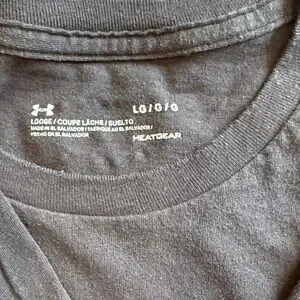 LG/G/G
LOOSE/COUPE LÂCHE/SUELTO
MADE IN EL SALVADOR/FABRIQUÉ AU EL SALVADOR/
HECHO EN EL SALVADOR
HEATGEAR